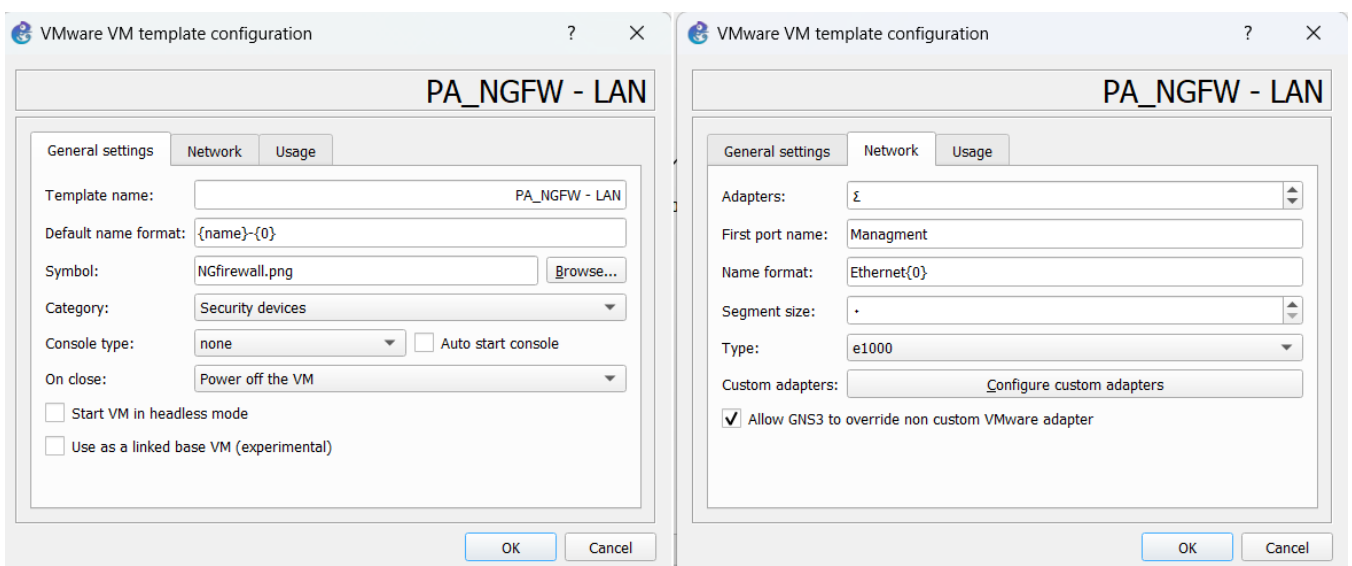 VMware VM template configuration ? ×
PA_NGFW - LAN
General settings Network Usage
Template name: PA_NGFW - LAN
Default name format: {name}-{0}
Symbol: NGfirewall.png Browse...
Category: Security devices
Console type: none Auto start console
On close: Power off the VM
Start VM in headless mode
Use as a linked base VM (experimental)
OK Cancel
VMware VM template configuration ? ×
PA_NGFW - LAN
General settings Network Usage
Adapters: ٤
First port name: Managment
Name format: Ethernet{0}
Segment size: ٠
Type: e1000
Custom adapters: Configure custom adapters
Allow GNS3 to override non custom VMware adapter
OK Cancel